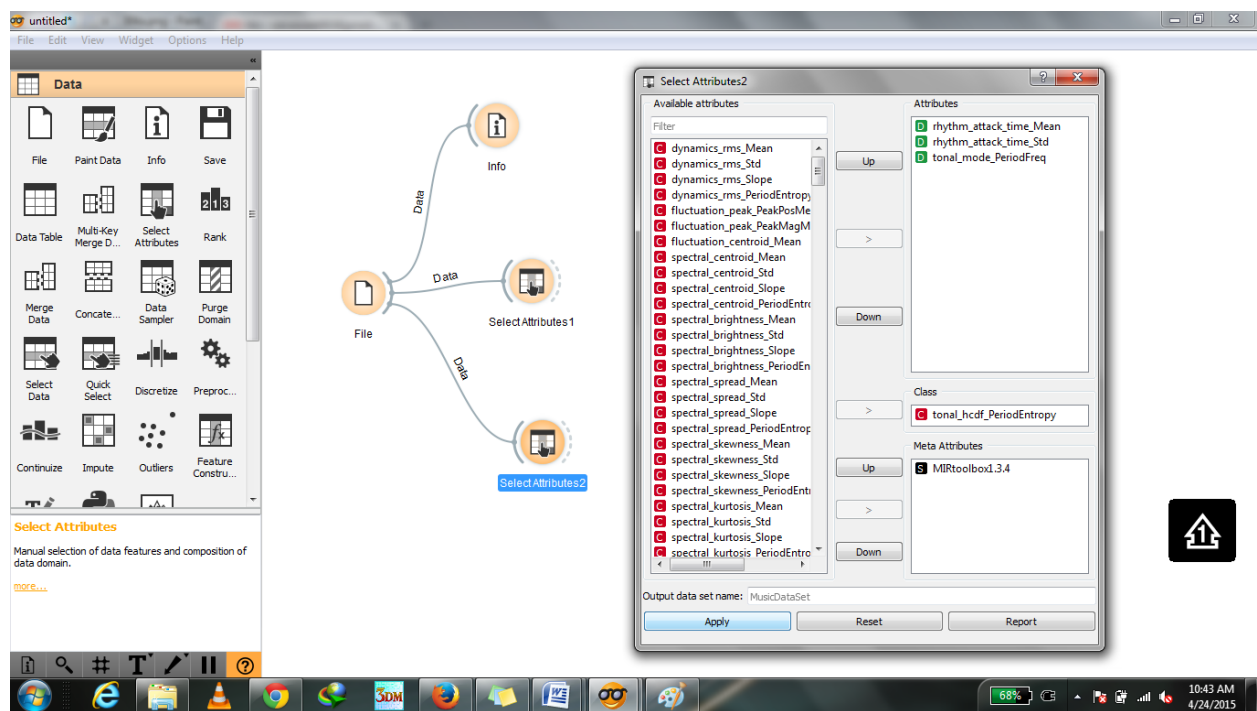 untitled*
File Edit View Widget Options Help
Data
File Paint Data Info Save
Data Table Multi-Key Merge D... Select Attributes Rank
Merge Data Concate... Data Sampler Purge Domain
Select Data Quick Select Discretize Preproc...
Continuize Impute Outliers Feature Constru...
Select Attributes
Manual selection of data features and composition of
data domain.
more...
Info
Data
Data
Select Attributes1
File
Data
Select Attributes2
Select Attributes2
Available attributes
Filter
dynamics_rms_Mean
dynamics_rms_Std
dynamics_rms_Slope
dynamics_rms_PeriodEntropy
fluctuation_peak_PeakPosMe
fluctuation_peak_PeakMagM
fluctuation_centroid_Mean
spectral_centroid_Mean
spectral_centroid_Std
spectral_centroid_Slope
spectral_centroid_PeriodEntro
spectral_brightness_Mean
spectral_brightness_Std
spectral_brightness_Slope
spectral_brightness_PeriodEn
spectral_spread_Mean
spectral_spread_Std
spectral_spread_Slope
spectral_spread_PeriodEntrop
spectral_skewness_Mean
spectral_skewness_Std
spectral_skewness_Slope
spectral_skewness_PeriodEnt
spectral_kurtosis_Mean
spectral_kurtosis_Std
spectral_kurtosis_Slope
spectral_kurtosis_PeriodEntro
Up
>
Down
>
Up
>
Down
Attributes
D rhythm_attack_time_Mean
D rhythm_attack_time_Std
D tonal_mode_PeriodFreq
Class
C tonal_hcdf_PeriodEntropy
Meta Attributes
S MIRtoolbox1.3.4
Output data set name: MusicDataSet
Apply Reset Report
1
68%
10:43 AM
4/24/2015